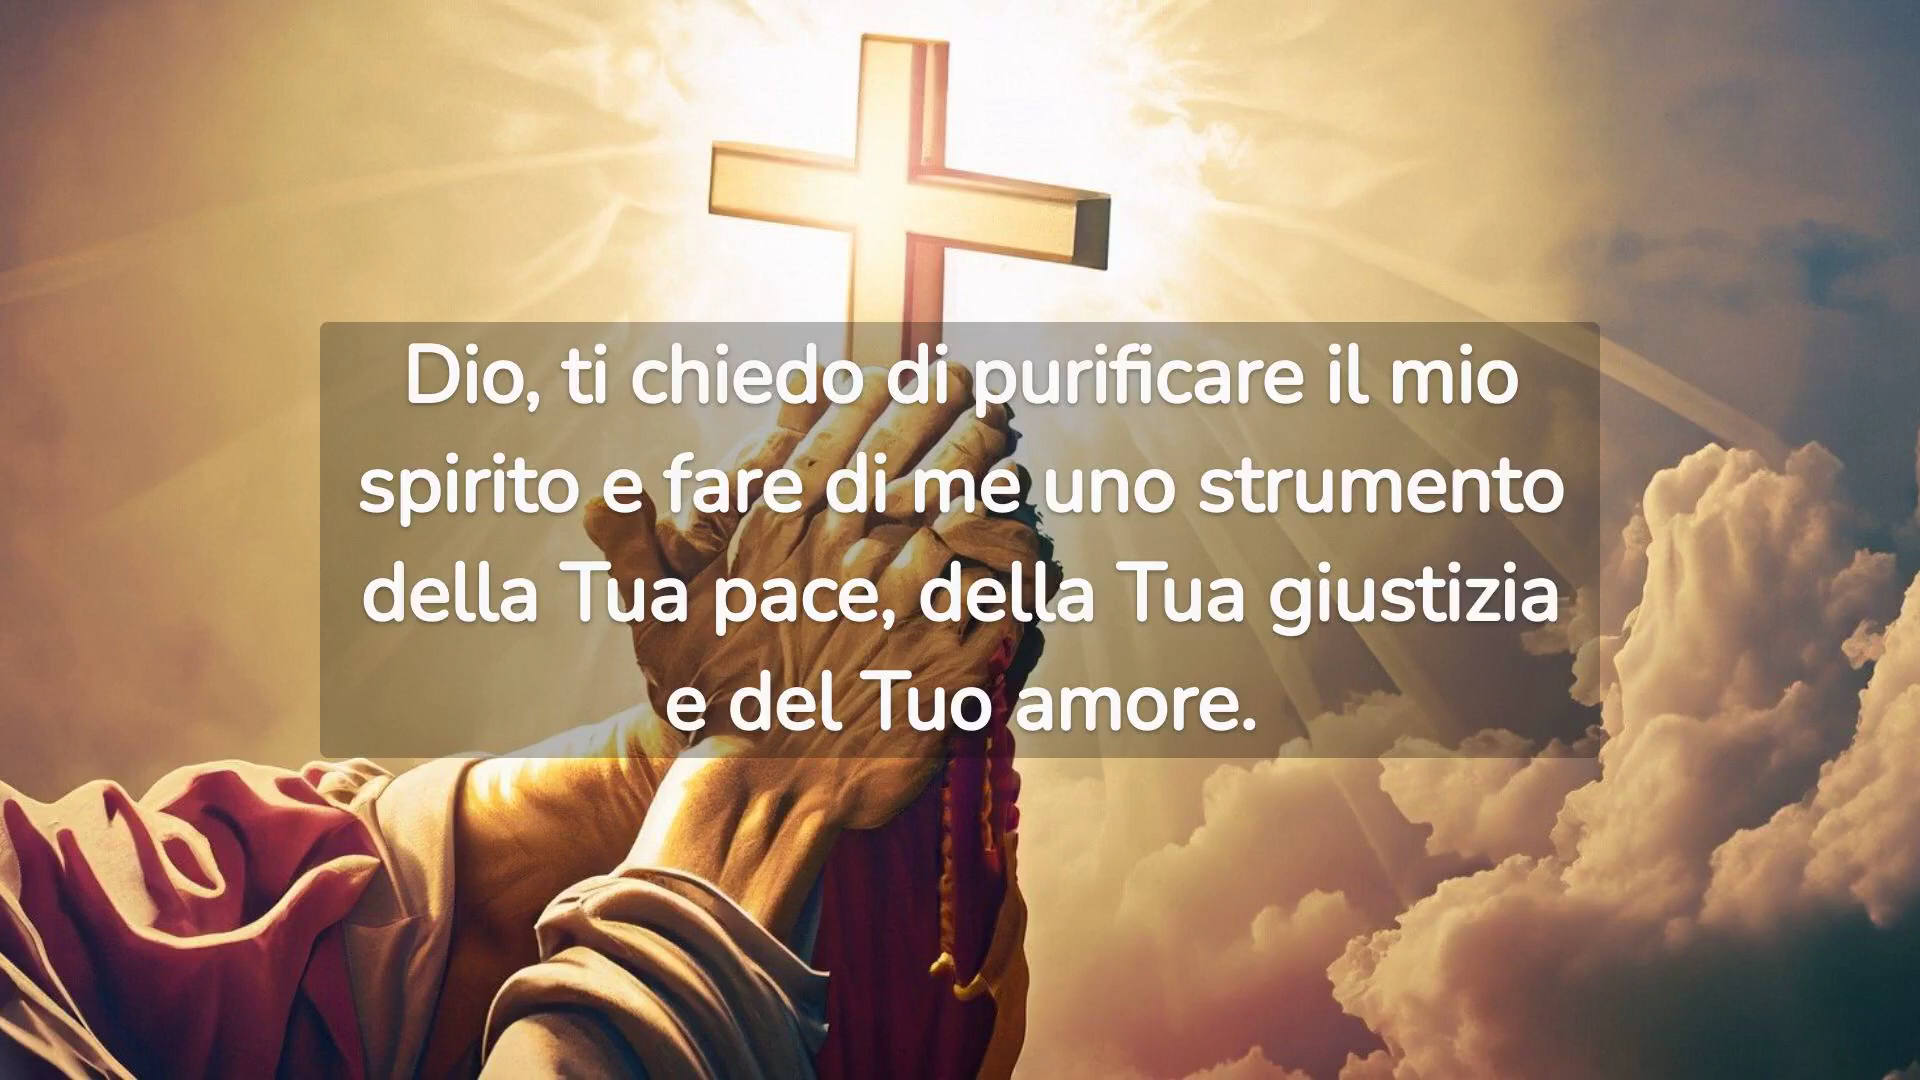 Dio, ti chiedo di purificare il mio
spirito e fare di me uno strumento
della Tua pace, della Tua giustizia
e del Tuo amore.